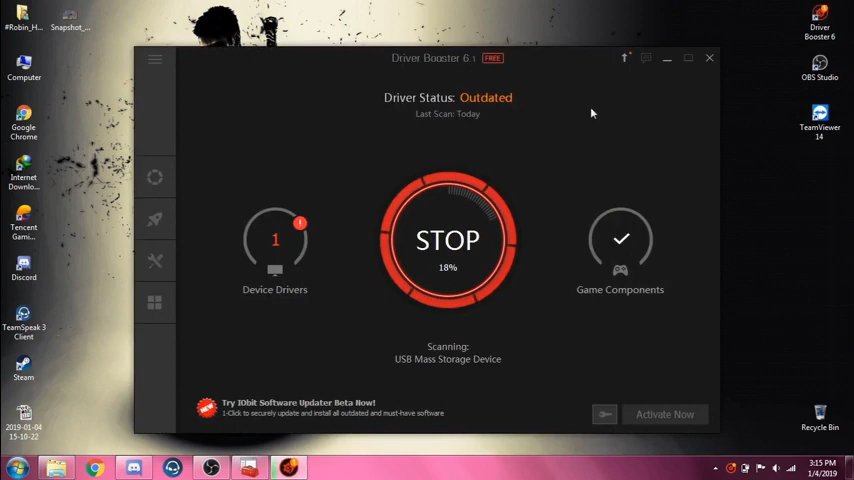 #Robin_H...
Snapshot_...
Computer
Google
Chrome
Internet
Downlo...
Tencent
Gami...
Discord
TeamSpeak 3
Client
Steam
2019-01-04
15-10-22
Driver Booster 6.1 FREE
Driver Status: Outdated
Last Scan: Today
1
!
Device Drivers
STOP
18%
Game Components
Scanning:
USB Mass Storage Device
Try IObit Software Updater Beta Now!
1-Click to securely update and install all outdated and must-have software
Activate Now
Driver
Booster 6
OBS Studio
TeamViewer
14
Recycle Bin
3:15 PM
1/4/2019